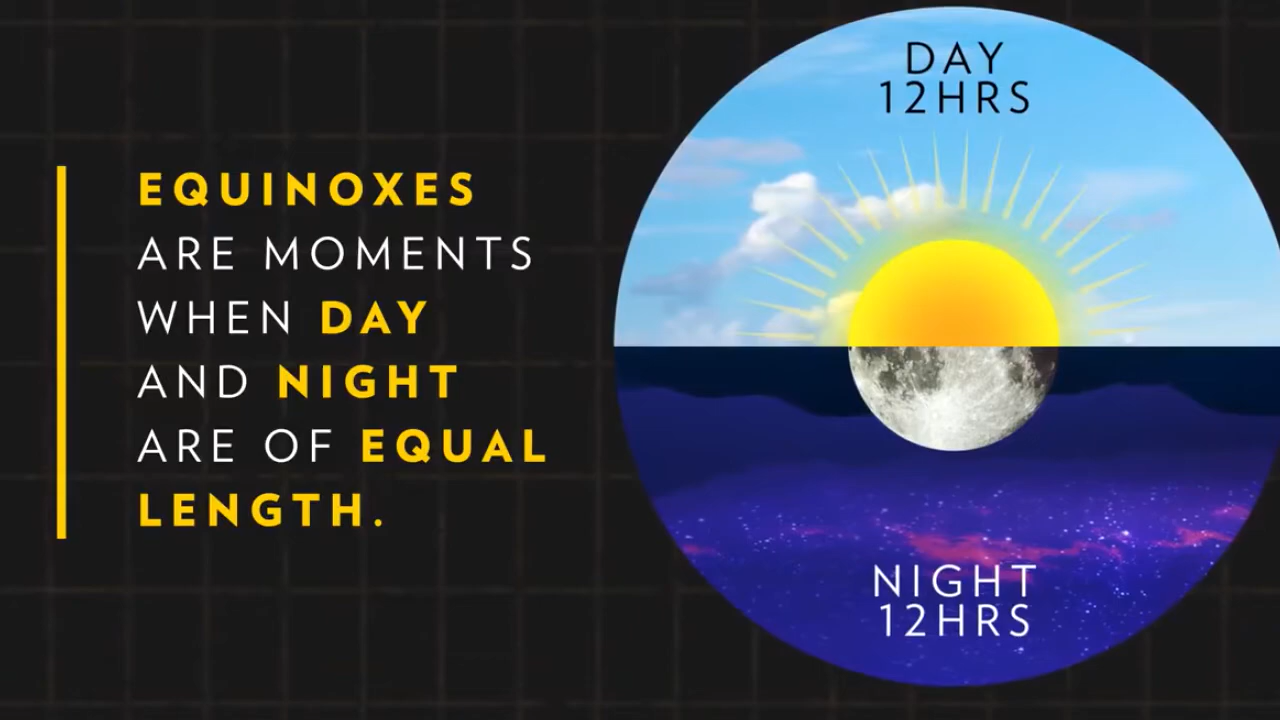 EQUINOXES
ARE MOMENTS
WHEN DAY
AND NIGHT
ARE OF EQUAL
LENGTH.
DAY
12HRS
NIGHT
12HRS